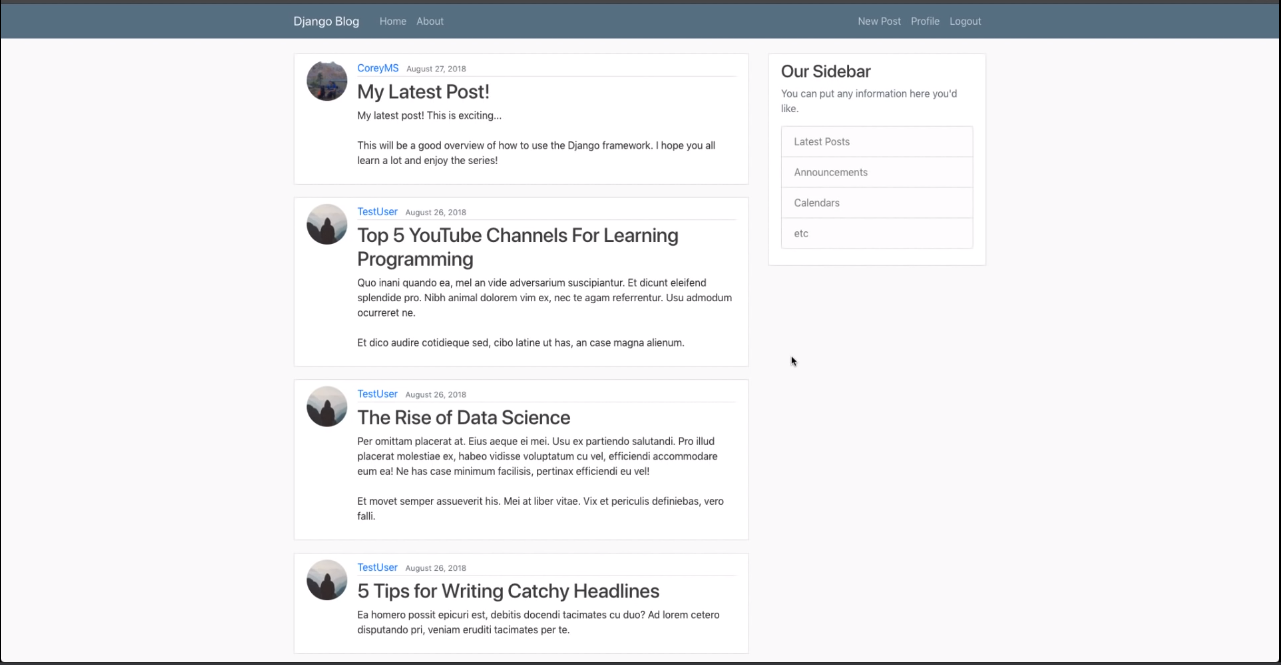 Django Blog Home About New Post Profile Logout
CoreyMS August 27, 2018
My Latest Post!
My latest post! This is exciting...
This will be a good overview of how to use the Django framework. I hope you all
learn a lot and enjoy the series!
TestUser August 26, 2018
Top 5 YouTube Channels For Learning
Programming
Quo inani quando ea, mel an vide adversarium suscipiantur. Et dicunt eleifend
splendide pro. Nibh animal dolorem vim ex, nec te agam referrentur. Usu admodum
ocurreret ne.
Et dico audire cotidieque sed, cibo latine ut has, an case magna alienum.
TestUser August 26, 2018
The Rise of Data Science
Per omittam placerat at. Eius aeque ei mei. Usu ex partiendo salutandi. Pro illud
placerat molestiae ex, habeo vidisse voluptatum cu vel, efficiendi accommodare
eum ea! Ne has case minimum facilisis, pertinax efficiendi eu vel!
Et movet semper assueverit his. Mei at liber vitae. Vix et periculis definiebas, vero
falli.
TestUser August 26, 2018
5 Tips for Writing Catchy Headlines
Ea homero possit epicuri est, debitis docendi tacimates cu duo? Ad lorem cetero
disputando pri, veniam eruditi tacimates per te.
Our Sidebar
You can put any information here you'd
like.
Latest Posts
Announcements
Calendars
etc